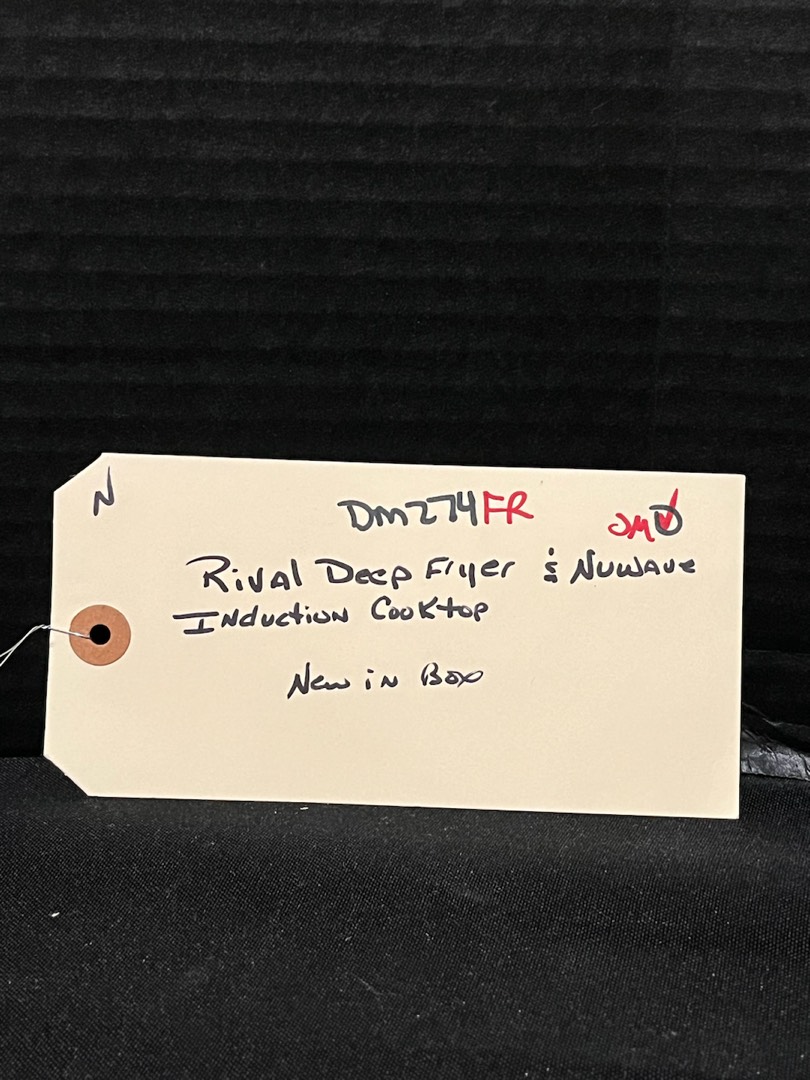 N
Dm274FR
JMD
Rival Deep Fryer & Nuwave
Induction Cooktop
New in Box